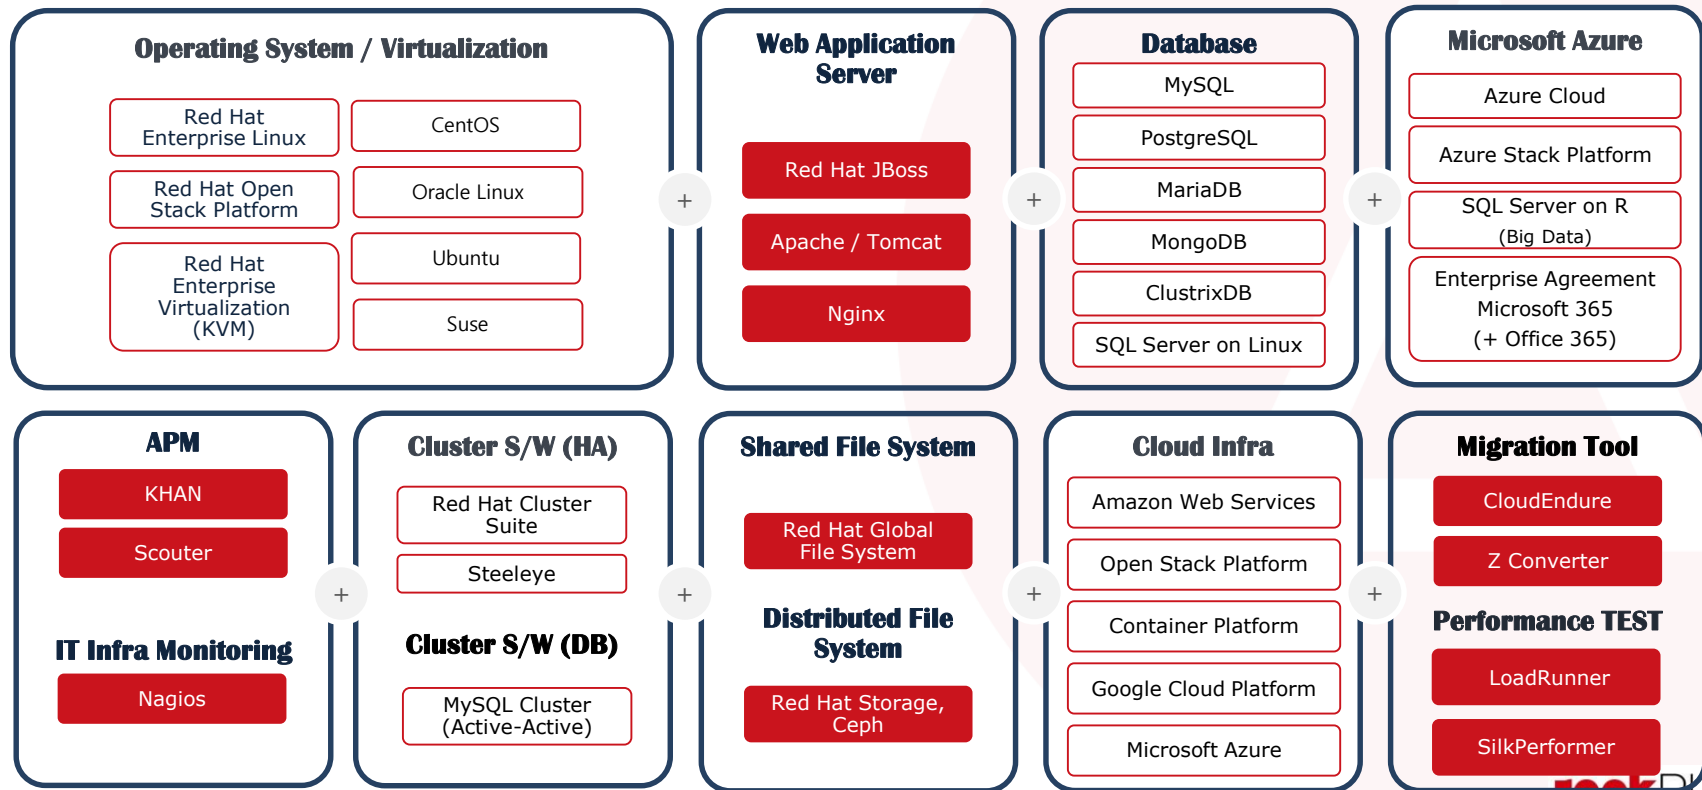 Operating System / Virtualization
Red Hat
Enterprise Linux
Red Hat Open
Stack Platform
Red Hat
Enterprise
Virtualization
(KVM)
CentOS
Oracle Linux
Ubuntu
Suse
+
Web Application
Server
Red Hat JBoss
Apache / Tomcat
Nginx
+
Database
MySQL
PostgreSQL
MariaDB
MongoDB
ClustrixDB
SQL Server on Linux
+
Microsoft Azure
Azure Cloud
Azure Stack Platform
SQL Server on R
(Big Data)
Enterprise Agreement
Microsoft 365
(+ Office 365)
APM
KHAN
Scouter
IT Infra Monitoring
Nagios
+
Cluster S/W (HA)
Red Hat Cluster
Suite
Steeleye
Cluster S/W (DB)
MySQL Cluster
(Active-Active)
+
Shared File System
Red Hat Global
File System
Distributed File
System
Red Hat Storage,
Ceph
+
Cloud Infra
Amazon Web Services
Open Stack Platform
Container Platform
Google Cloud Platform
Microsoft Azure
+
Migration Tool
CloudEndure
Z Converter
Performance TEST
LoadRunner
SilkPerformer